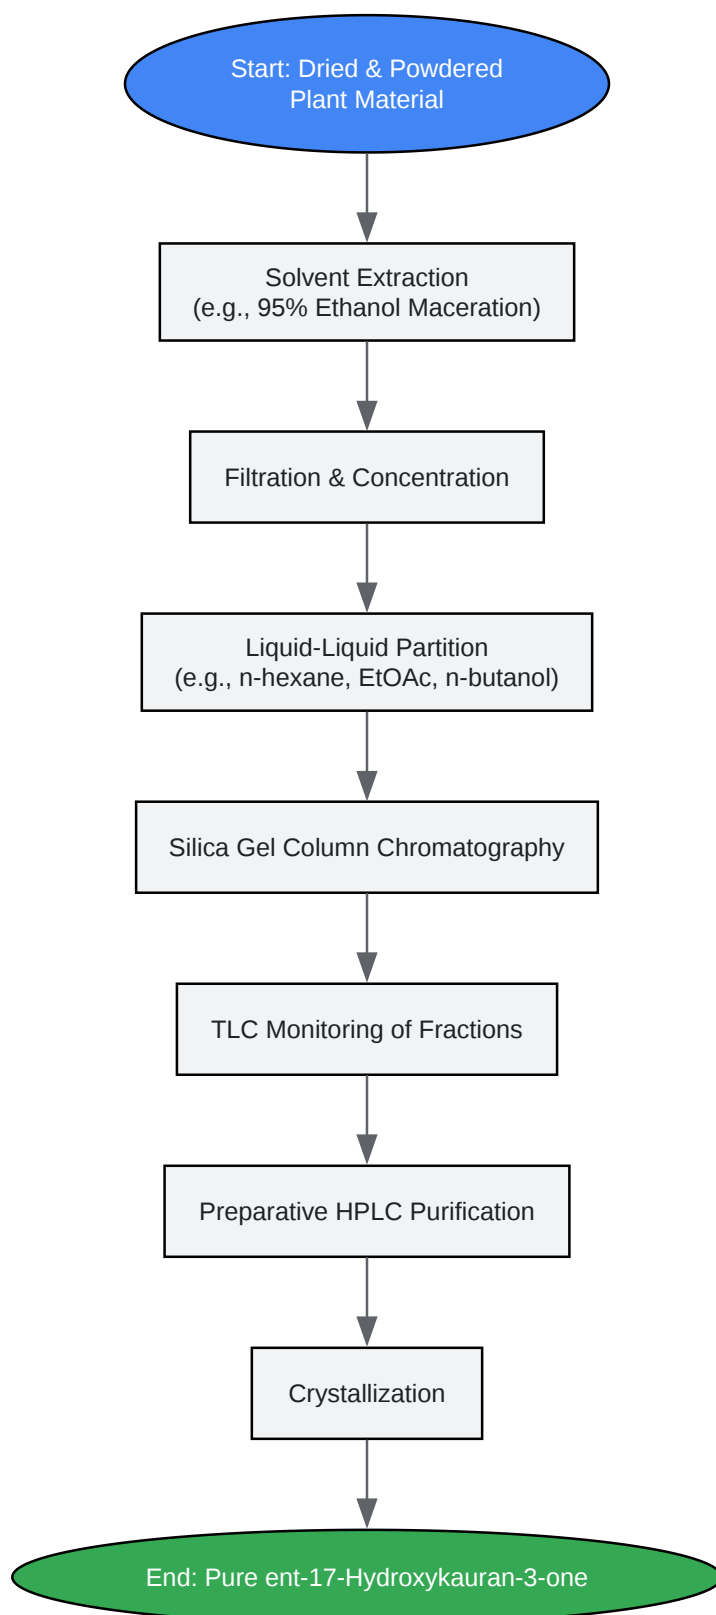 Start: Dried & Powdered
Plant Material
Solvent Extraction
(e.g., 95% Ethanol Maceration)
Filtration & Concentration
Liquid-Liquid Partition
(e.g., n-hexane, EtOAc, n-butanol)
Silica Gel Column Chromatography
TLC Monitoring of Fractions
Preparative HPLC Purification
Crystallization
End: Pure ent-17-Hydroxykauran-3-one